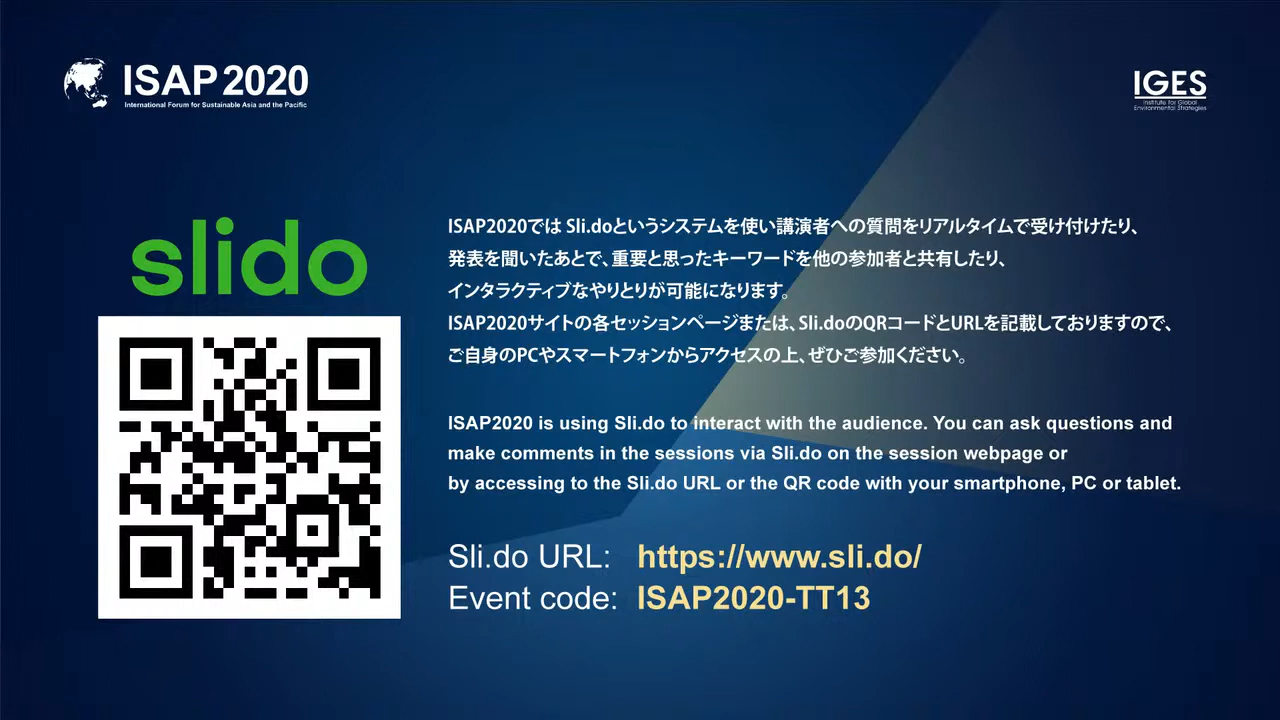 ISAP 2020
International Forum for Sustainable Asia and the Pacific
IGES
Institute for Global
Environmental Strategies
slido
ISAP2020では Sli.doというシステムを使い講演者への質問をリアルタイムで受け付けたり、
発表を聞いたあとで、重要と思ったキーワードを他の参加者と共有したり、
インタラクティブなやりとりが可能になります。
ISAP2020サイトの各セッションページまたは、Sli.doのQRコードとURLを記載しておりますので、
ご自身のPCやスマートフォンからアクセスの上、ぜひご参加ください。
ISAP2020 is using Sli.do to interact with the audience. You can ask questions and
make comments in the sessions via Sli.do on the session webpage or
by accessing to the Sli.do URL or the QR code with your smartphone, PC or tablet.
Sli.do URL: https://www.sli.do/
Event code: ISAP2020-TT13